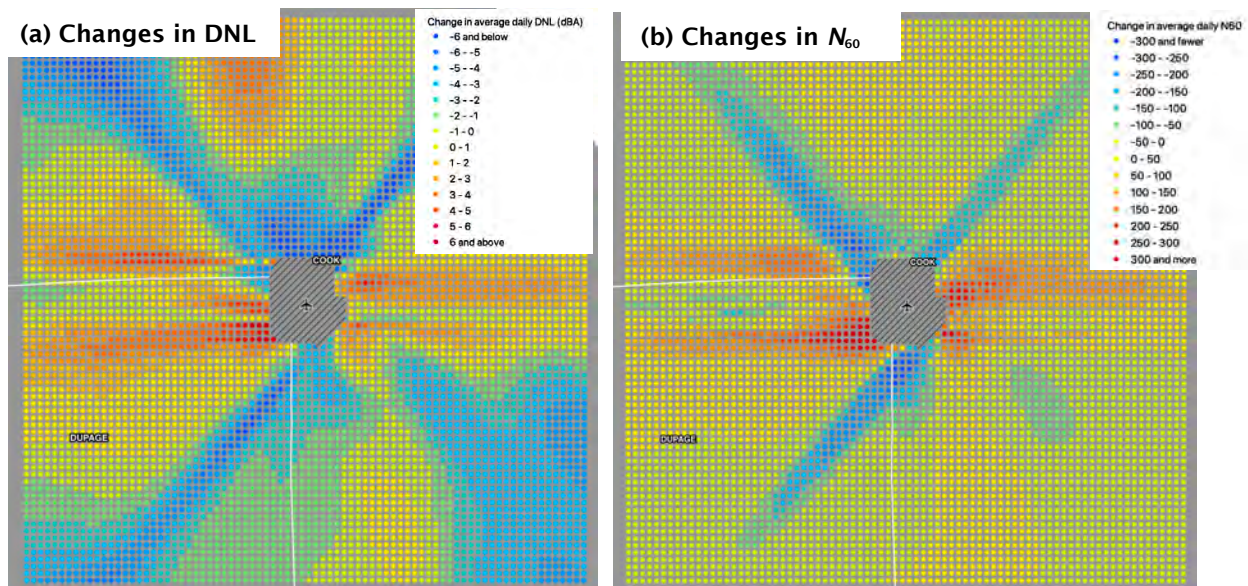 (a) Changes in DNL
Change in average daily DNL (dBA)
-6 and below
-6 - -5
-5 - -4
-4 - -3
-3 - -2
-2 - -1
-1 - 0
0 - 1
1 - 2
2 - 3
3 - 4
4 - 5
5 - 6
6 and above
COOK
DUPAGE
(b) Changes in N60
Change in average daily N60
-300 and fewer
-300 - -250
-250 - -200
-200 - -150
-150 - -100
-100 - -50
-50 - 0
0 - 50
50 - 100
100 - 150
150 - 200
200 - 250
250 - 300
300 and more
COOK
DUPAGE